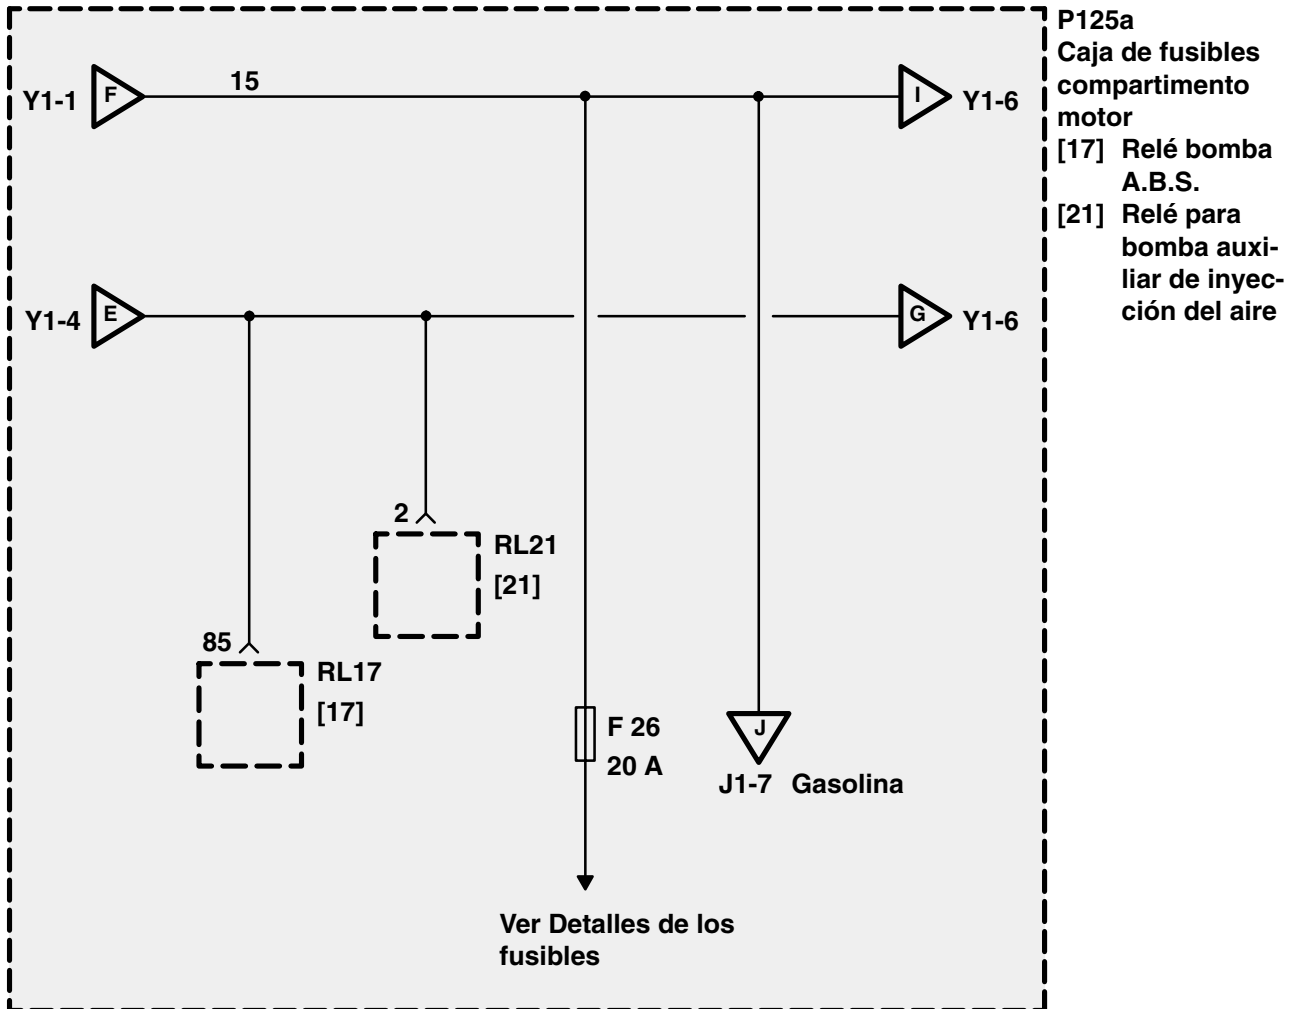 P125a
Caja de fusibles
compartimento
motor
[17] Relé bomba
A.B.S.
[21] Relé para
bomba auxi-
liar de inyec-
ción del aire
Y1-1 F 15 I Y1-6
Y1-4 E G Y1-6
2
RL21
[21]
85
RL17
[17]
F 26
20 A
J
J1-7 Gasolina
Ver Detalles de los
fusibles